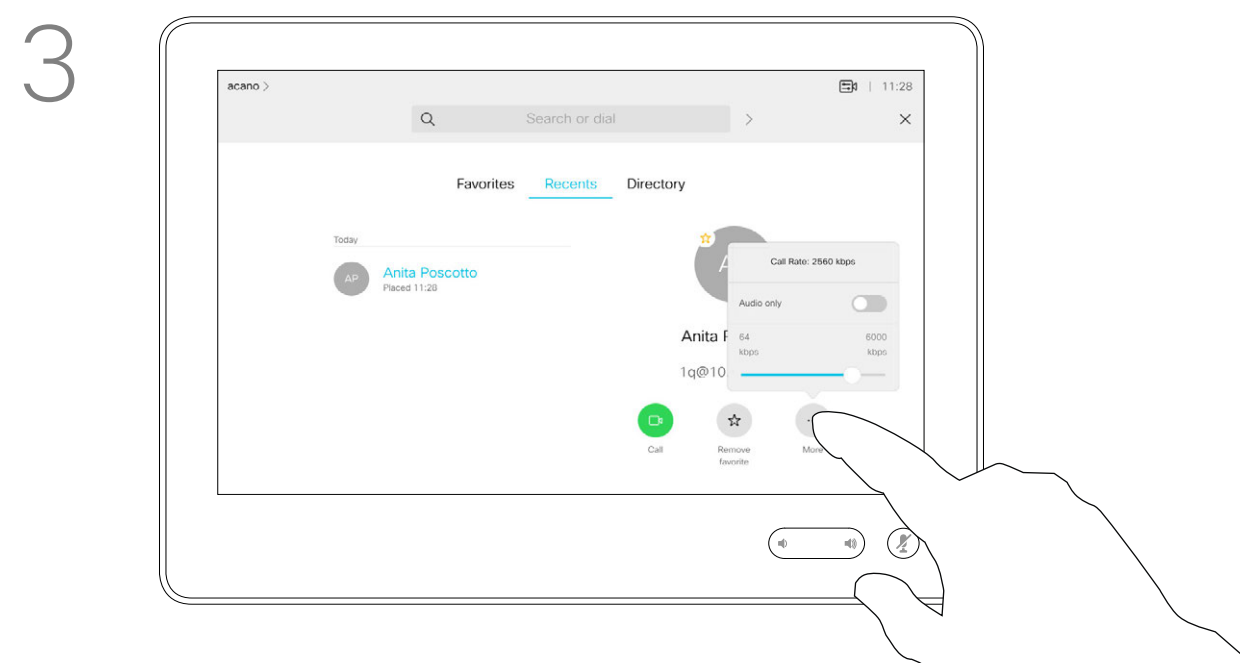 3
acano >
11:28
Search or dial
Favorites Recents Directory
Today
AP
Anita Poscotto
Placed 11:28
Call Rate: 2560 kbps
Audio only
64 kbps
6000 kbps
Anita
1q@10
Call
Remove favorite
More